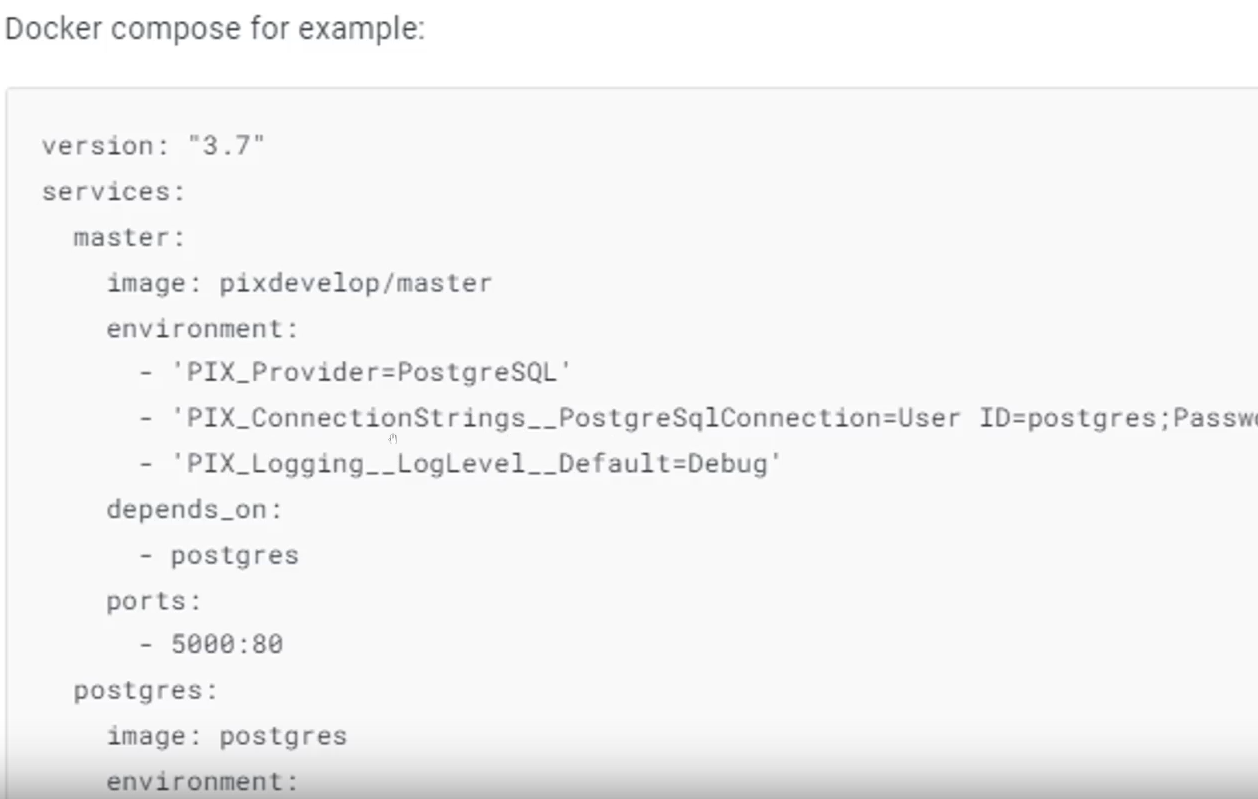 Docker compose for example:
version: "3.7"
services:
  master:
    image: pixdevelop/master
    environment:
      - 'PIX_Provider=PostgreSQL'
      - 'PIX_ConnectionStrings__PostgreSqlConnection=User ID=postgres;Passw
      - 'PIX_Logging__LogLevel__Default=Debug'
    depends_on:
      - postgres
    ports:
      - 5000:80
  postgres:
    image: postgres
    environment: